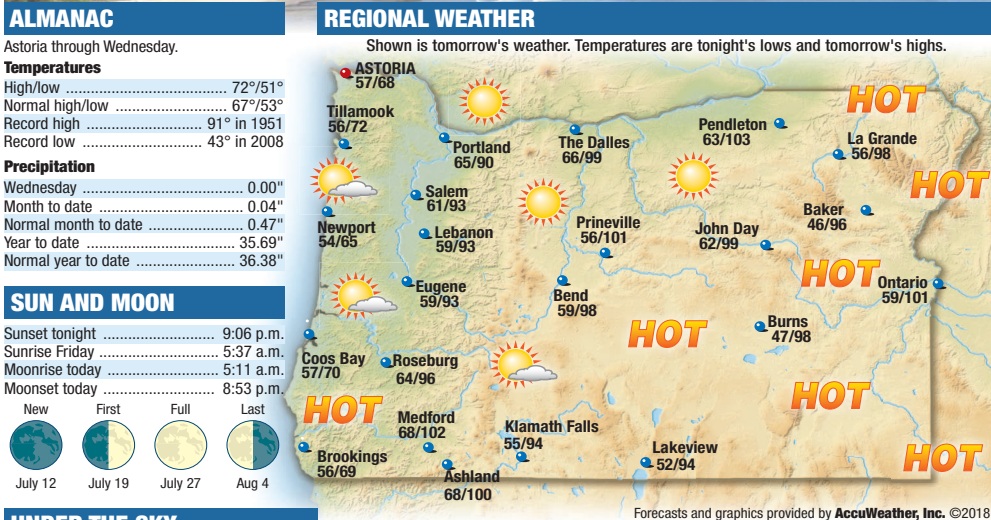 ALMANAC
Astoria through Wednesday.
Temperatures
High/low ................................ 72°/51°
Normal high/low .................. 67°/53°
Record high ........................... 91° in 1951
Record low ............................ 43° in 2008
Precipitation
Wednesday ................................ 0.00"
Month to date ............................. 0.04"
Normal month to date .................. 0.47"
Year to date .............................. 35.69"
Normal year to date ................... 36.38"
SUN AND MOON
Sunset tonight ........................ 9:06 p.m.
Sunrise Friday ........................ 5:37 a.m.
Moonrise today ....................... 5:11 a.m.
Moonset today ........................ 8:53 p.m.
New First Full Last
July 12 July 19 July 27 Aug 4
UNDER THE SKY
REGIONAL WEATHER
Shown is tomorrow's weather. Temperatures are tonight's lows and tomorrow's highs.
ASTORIA
57/68
Tillamook
56/72
Portland
65/90
The Dalles
66/99
Pendleton
63/103
HOT
La Grande
56/98
HOT
Salem
61/93
Newport
54/65
Lebanon
59/93
Prineville
56/101
John Day
62/99
Baker
46/96
Eugene
59/93
Bend
59/98
HOT
Ontario
59/101
HOT
Burns
47/98
Coos Bay
57/70
Roseburg
64/96
HOT
HOT
Medford
68/102
Klamath Falls
55/94
Lakeview
52/94
HOT
Brookings
56/69
Ashland
68/100
Forecasts and graphics provided by AccuWeather, Inc. ©2018